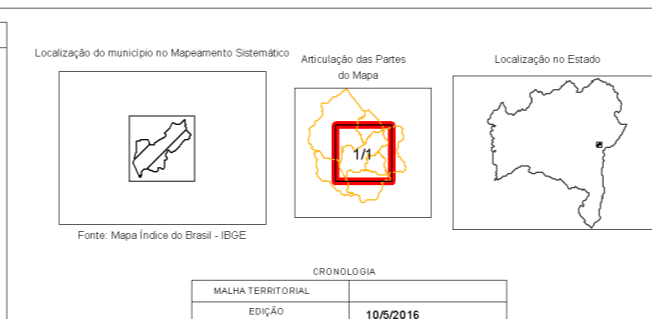 Localização do município no Mapeamento Sistemático
Articulação das Partes
do Mapa
Localização no Estado
1/1
Fonte: Mapa Índice do Brasil - IBGE
CRONOLOGIA
MALHA TERRITORIAL
EDIÇÃO 10/5/2016